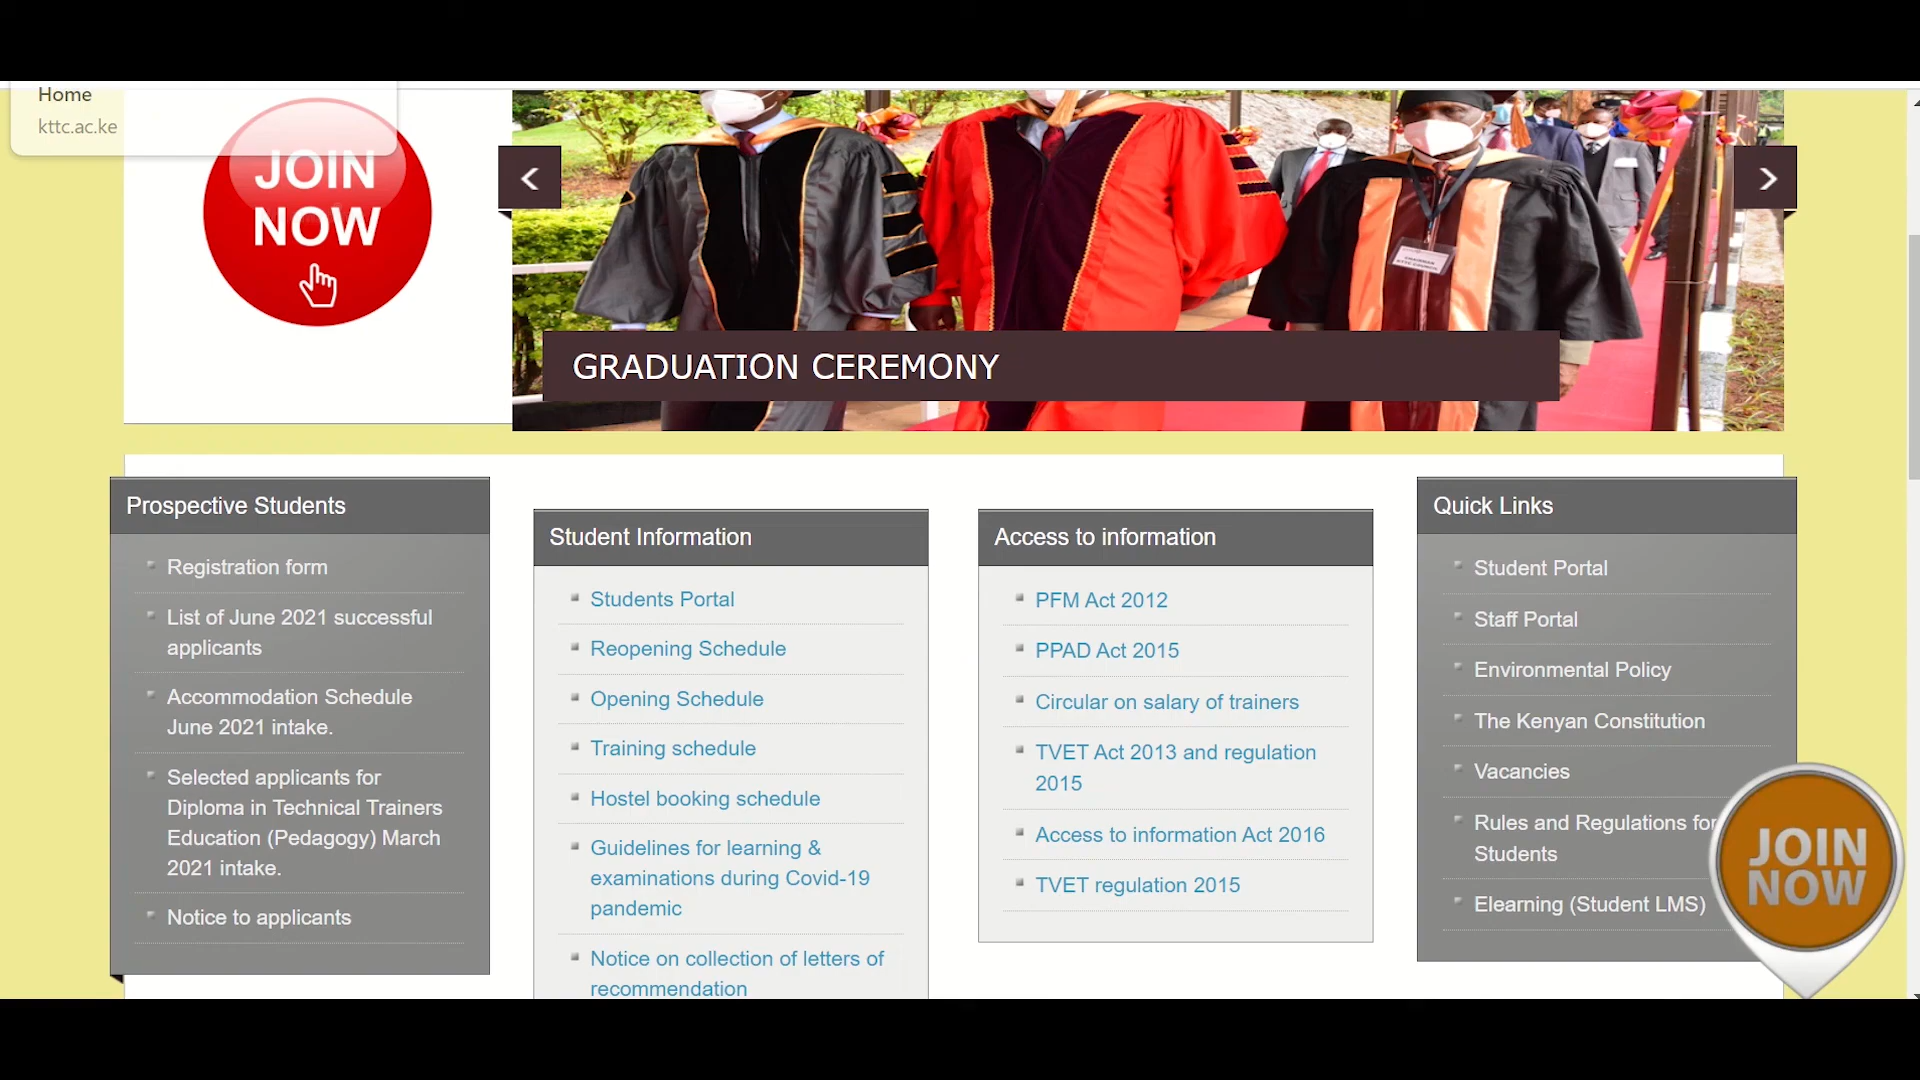 Home
kttc.ac.ke
JOIN
NOW
GRADUATION CEREMONY
Prospective Students
Registration form
List of June 2021 successful
applicants
Accommodation Schedule
June 2021 intake.
Selected applicants for
Diploma in Technical Trainers
Education (Pedagogy) March
2021 intake.
Notice to applicants
Student Information
Students Portal
Reopening Schedule
Opening Schedule
Training schedule
Hostel booking schedule
Guidelines for learning &
examinations during Covid-19
pandemic
Notice on collection of letters of
recommendation
Access to information
PFM Act 2012
PPAD Act 2015
Circular on salary of trainers
TVET Act 2013 and regulation
2015
Access to information Act 2016
TVET regulation 2015
Quick Links
Student Portal
Staff Portal
Environmental Policy
The Kenyan Constitution
Vacancies
Rules and Regulations for
Students
Elearning (Student LMS)
JOIN
NOW